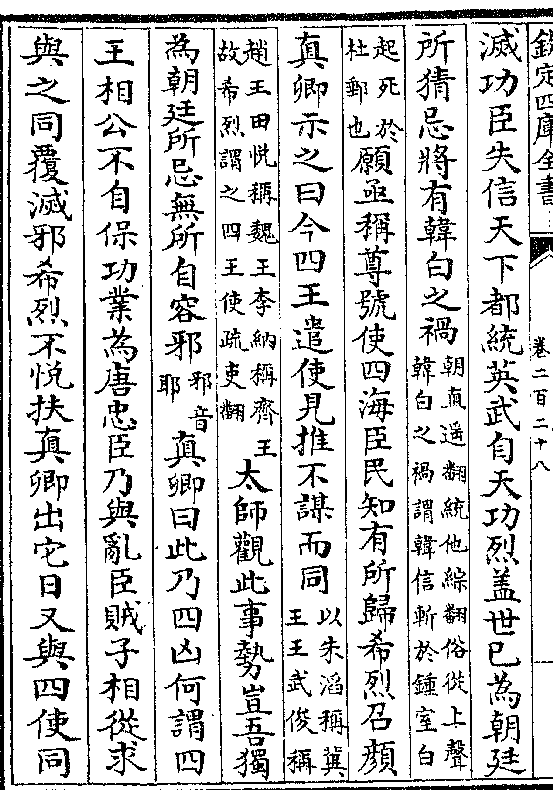 欽定四庫全書
卷二百二十八
滅功臣失信天下都統英武自天功烈盖世已為朝廷
所猜忌將有韓白之禍朝直遥翻統他綜翻俗從上聲韓白之禍謂韓信斬於鍾室白
起死於杜郵也願亟稱尊號使四海臣民知有所歸希烈召顔
真卿示之曰今四王遣使見推不謀而同以朱滔稱冀王王武俊稱
趙王田悦稱魏王李納稱齊王故希烈謂之四王使疏吏翻太師觀此事勢豈吾獨
為朝廷所忌無所自容邪邪音耶真卿曰此乃四凶何謂四
王相公不自保功業為唐忠臣乃與亂臣賊子相從求
與之同覆滅邪希烈不悦扶真卿出它日又與四使同